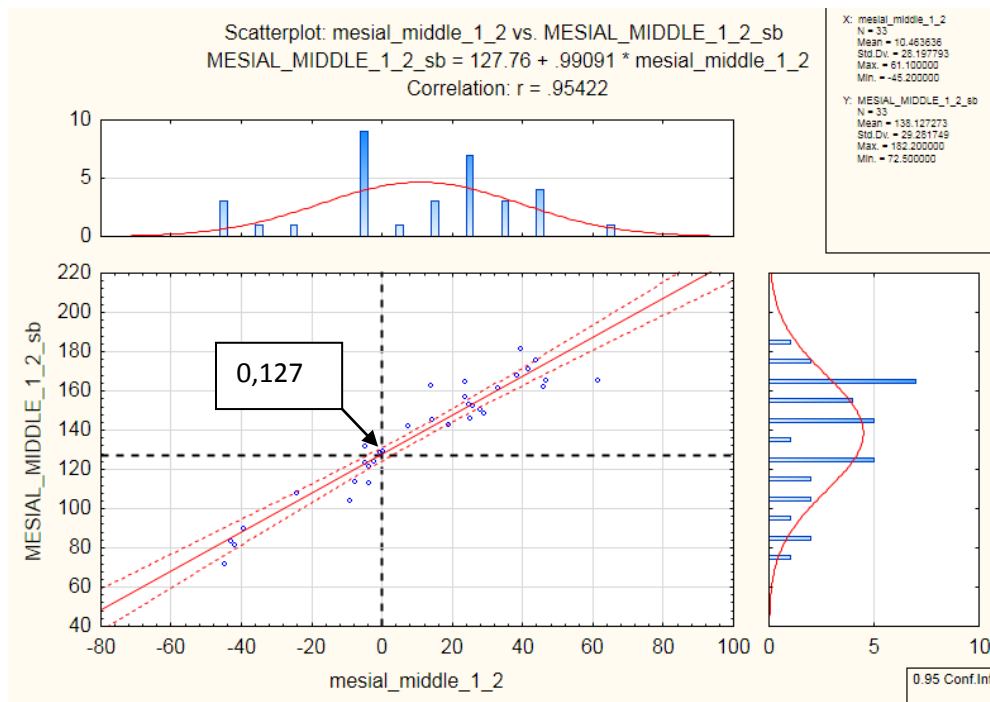 Scatterplot: mesial_middle_1_2 vs. MESIAL_MIDDLE_1_2_sb
MESIAL_MIDDLE_1_2_sb = 127.76 + .99091 * mesial_middle_1_2
Correlation: r = .95422
X: mesial_middle_1_2
N = 33
Mean = 10.463636
Std.Dv. = 28.197793
Max. = 61.100000
Min. = -45.200000
Y: MESIAL_MIDDLE_1_2_sb
N = 33
Mean = 138.127273
Std.Dv. = 29.281749
Max. = 182.200000
Min. = 72.500000
10
5
0
220
200
180
160
140
120
100
80
60
40
MESIAL_MIDDLE_1_2_sb
0,127
-80 -60 -40 -20 0 20 40 60 80 100
mesial_middle_1_2
0 5 10
0.95 Conf.Int